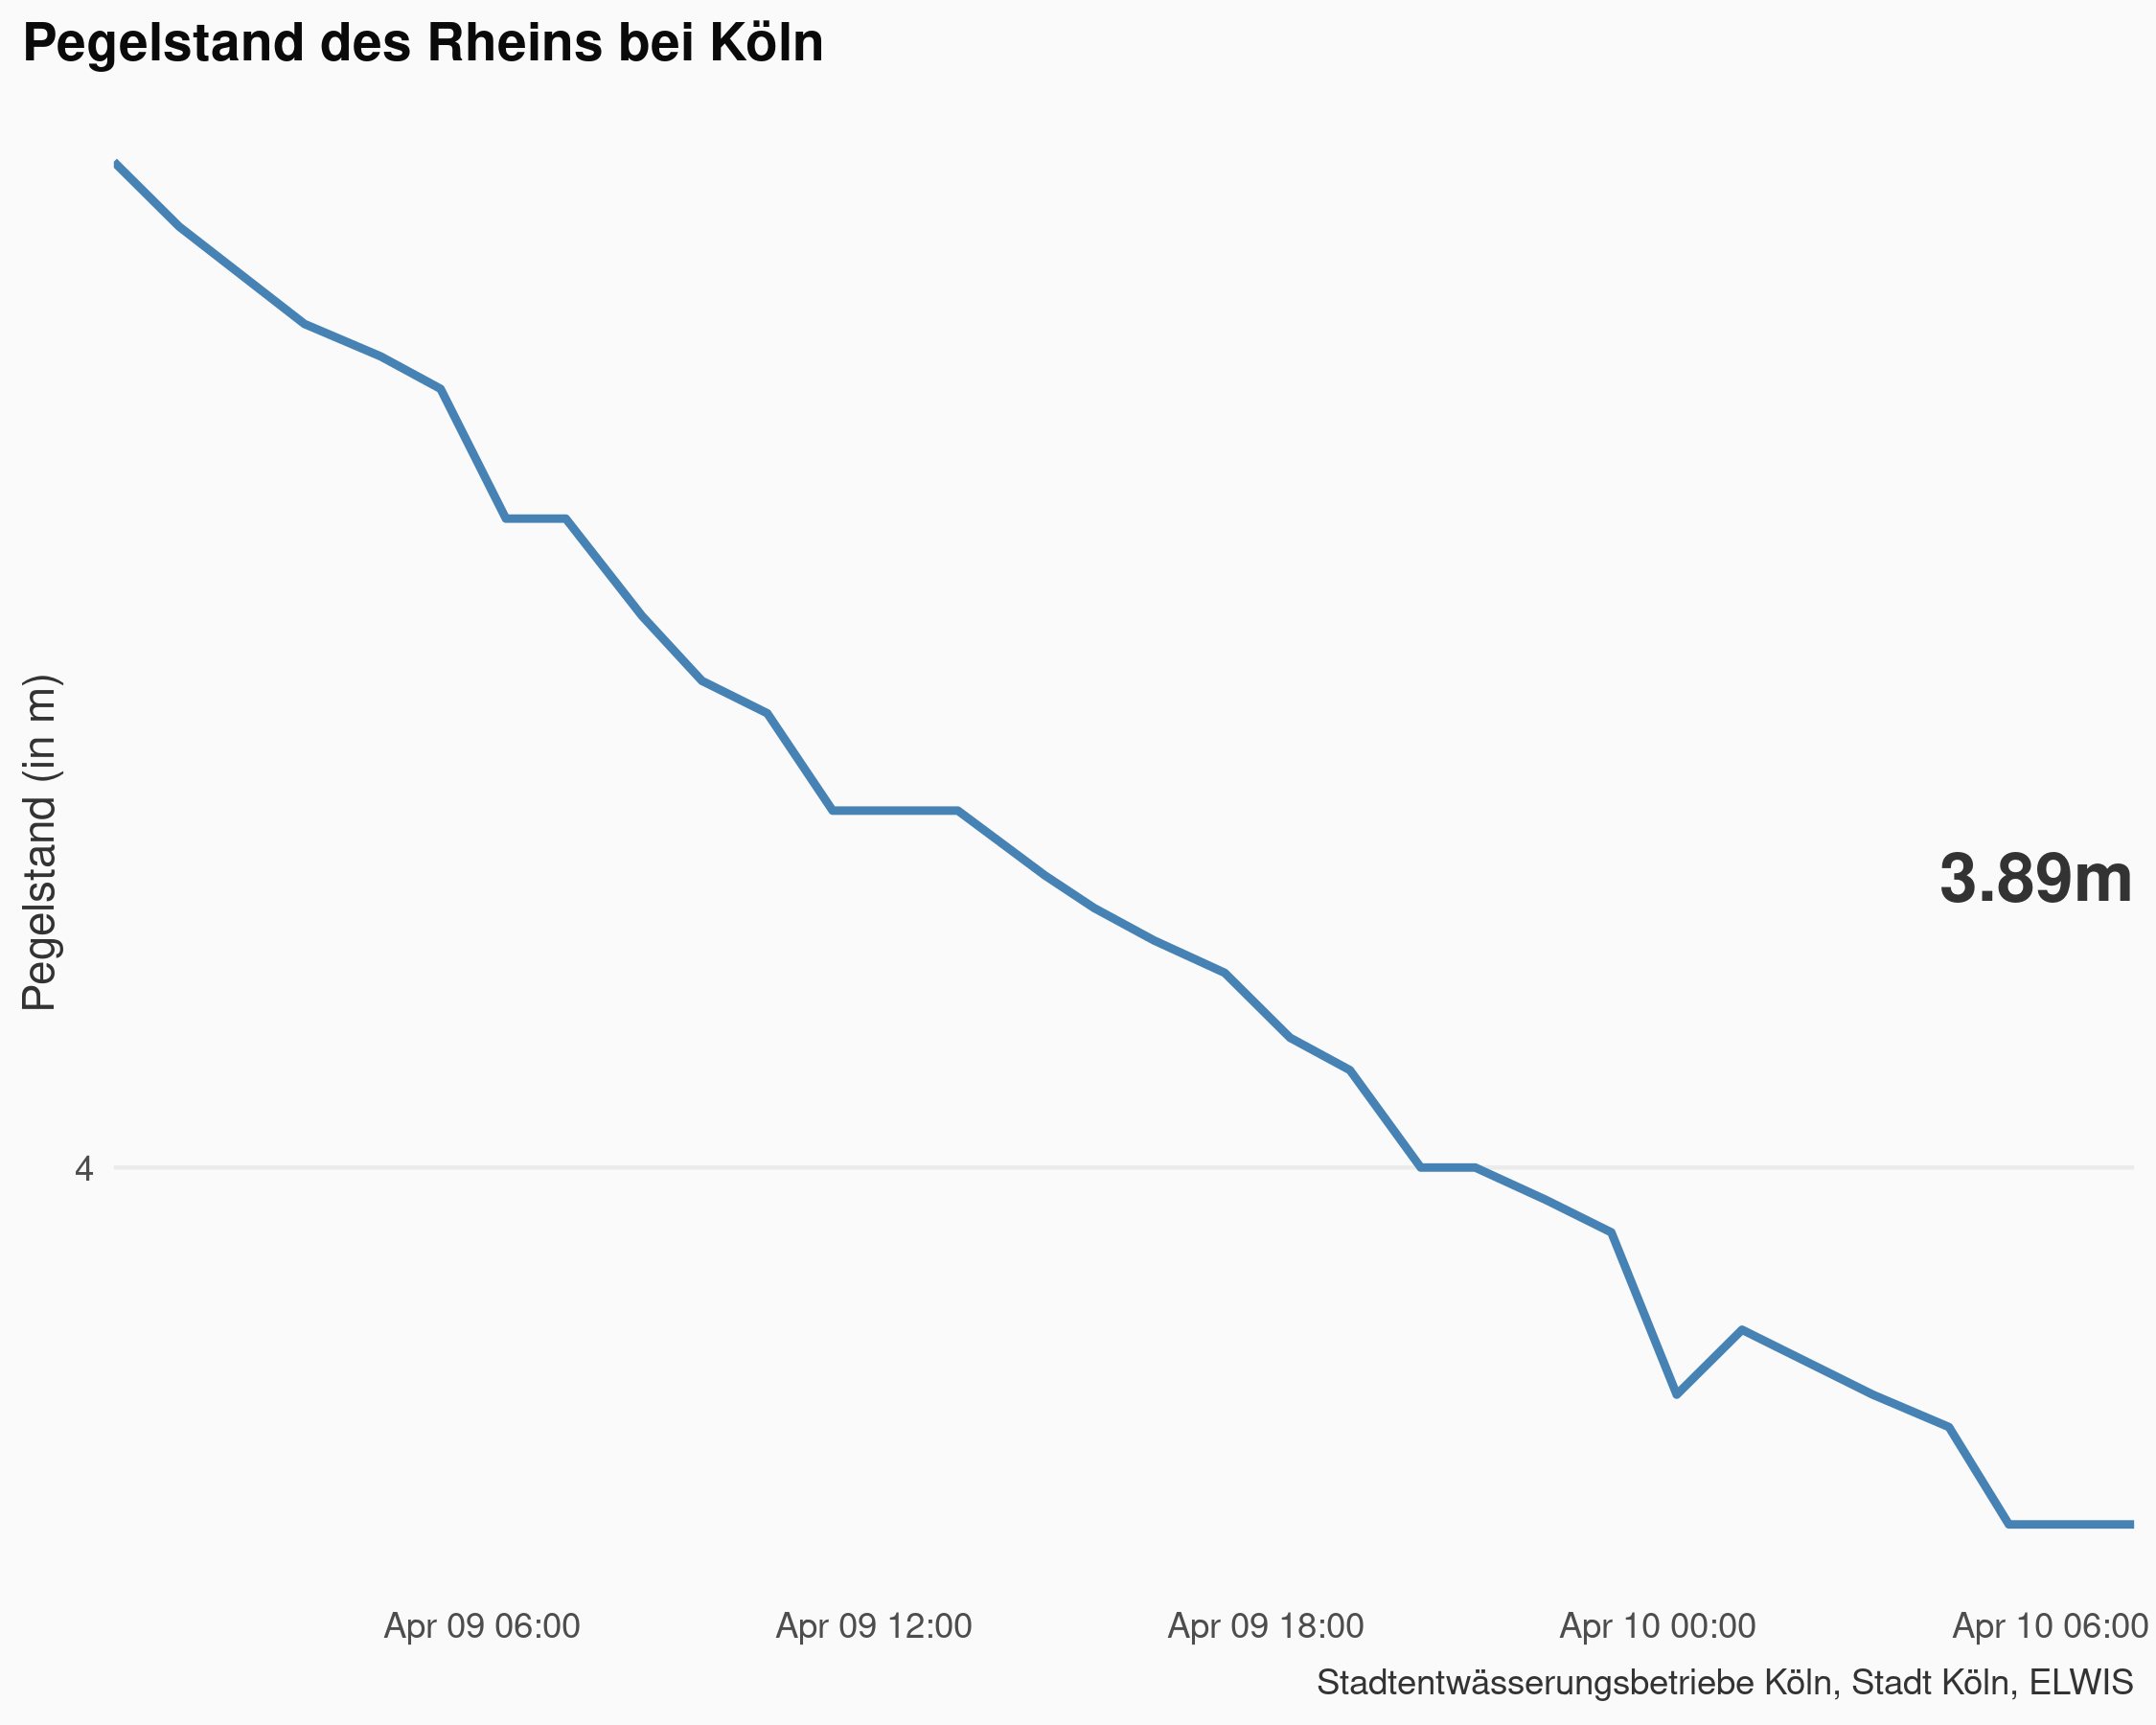 Pegelstand des Rheins bei Köln
Pegelstand (in m)
3.89m
4
Apr 09 06:00
Apr 09 12:00
Apr 09 18:00
Apr 10 00:00
Apr 10 06:00
Stadtentwässerungsbetriebe Köln, Stadt Köln, ELWIS